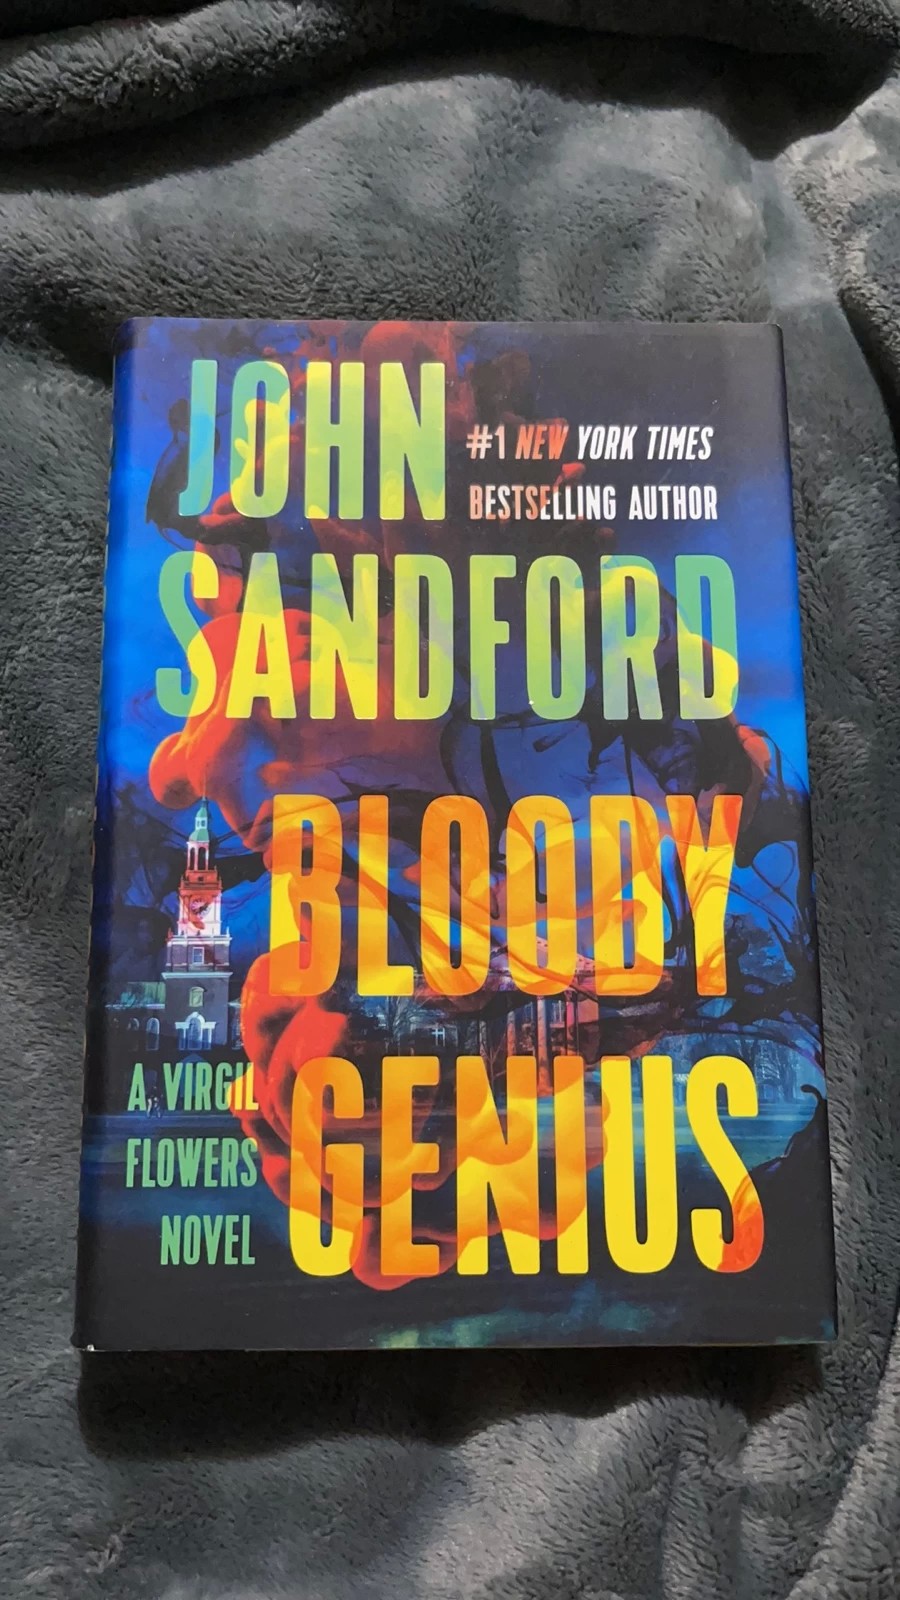 JOHN
#1 NEW YORK TIMES
BESTSELLING AUTHOR
SANDFORD
BLOODY
GENIUS
A VIRGIL
FLOWERS
NOVEL